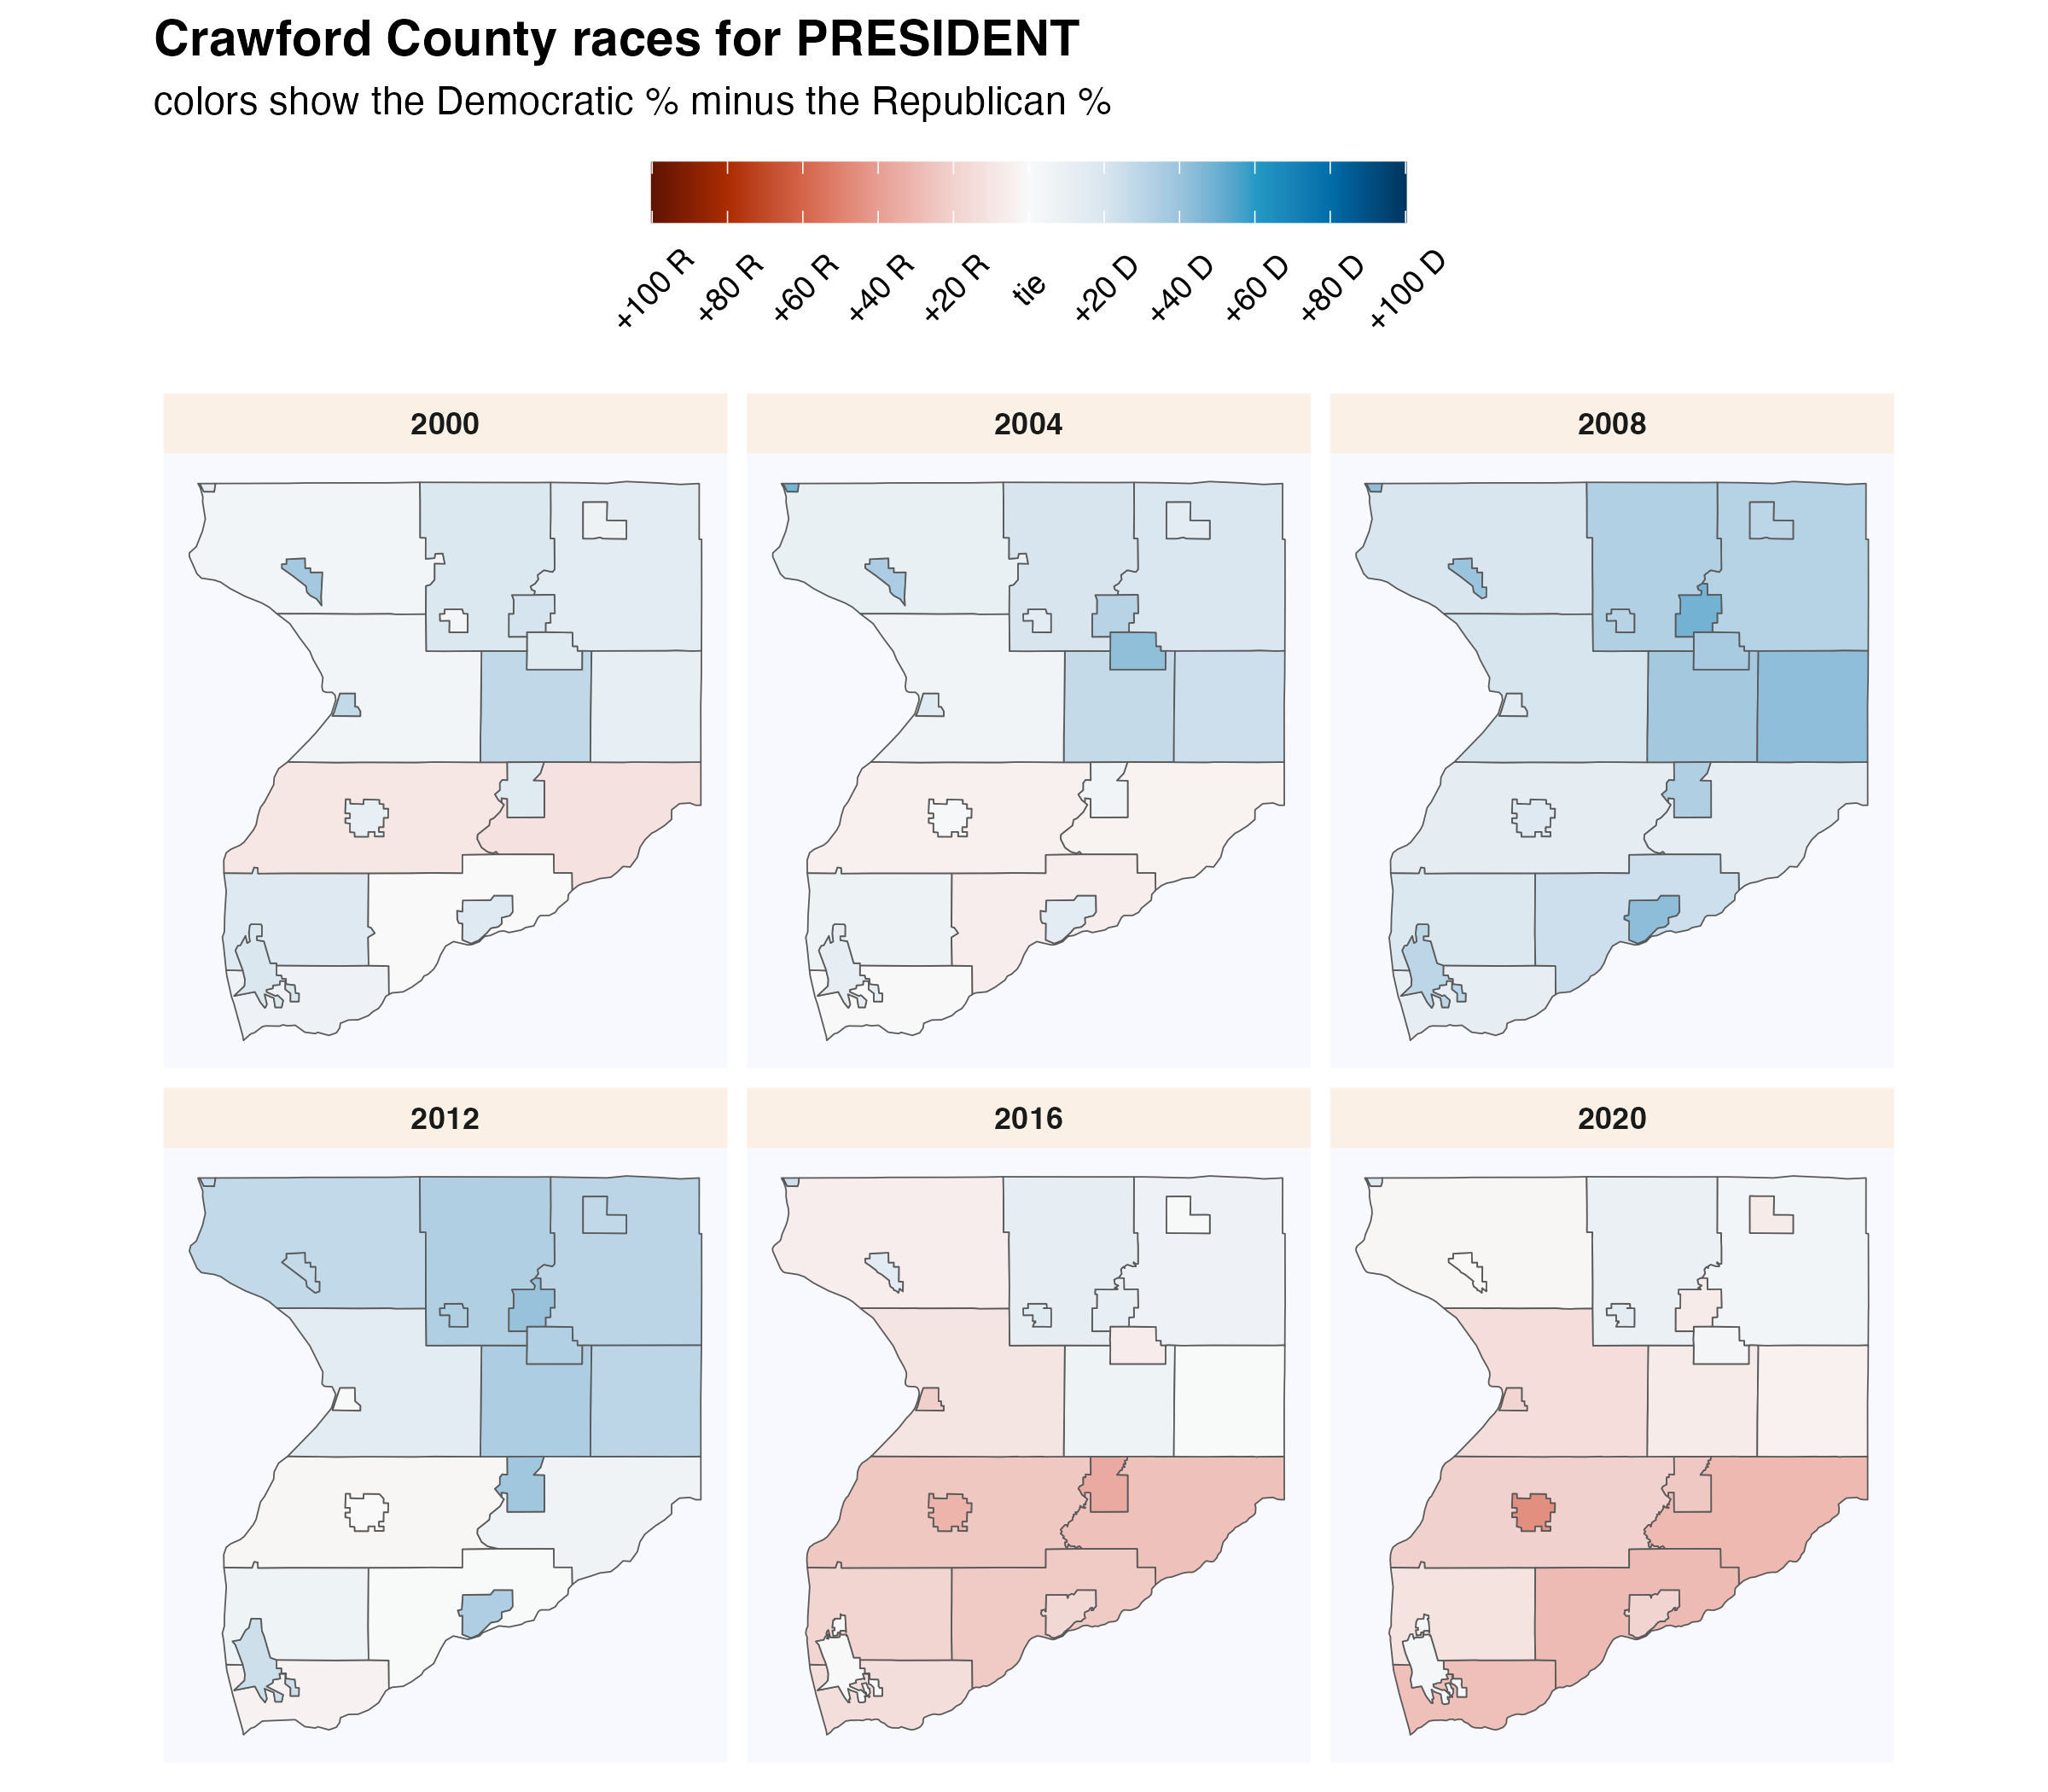 Crawford County races for PRESIDENT
colors show the Democratic % minus the Republican %
+100 R
+80 R
+60 R
+40 R
+20 R
tie
+20 D
+40 D
+60 D
+80 D
+100 D
2000
2004
2008
2012
2016
2020